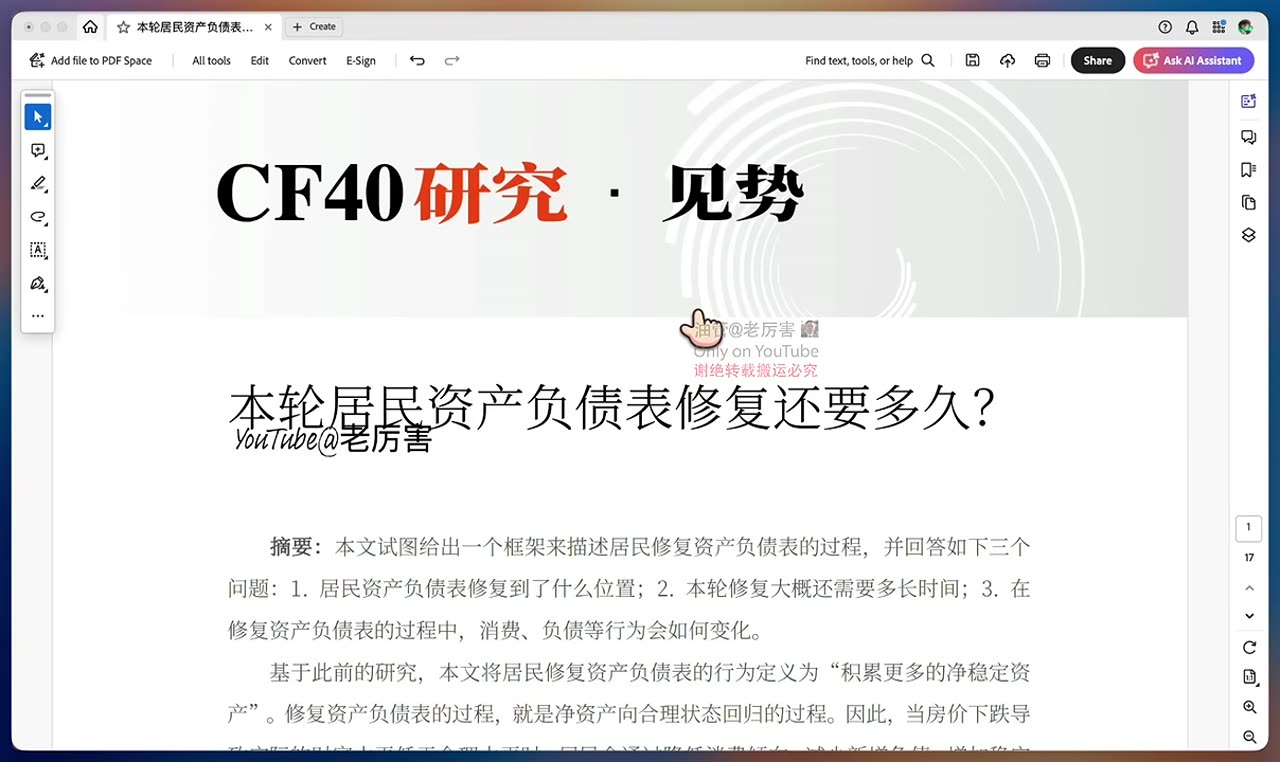 本轮居民资产负债表...
Create
Add file to PDF Space
All tools
Edit
Convert
E-Sign
Find text, tools, or help
Share
Ask AI Assistant
CF40研究 · 见势
油管@老厉害
Only on YouTube
谢绝转载搬运必究
本轮居民资产负债表修复还要多久？
YouTube@老厉害
摘要：本文试图给出一个框架来描述居民修复资产负债表的过程，并回答如下三个
问题：1. 居民资产负债表修复到了什么位置；2. 本轮修复大概还需要多长时间；3. 在
修复资产负债表的过程中，消费、负债等行为会如何变化。
基于此前的研究，本文将居民修复资产负债表的行为定义为“积累更多的净稳定资
产”。修复资产负债表的过程，就是净资产向合理状态回归的过程。因此，当房价下跌导
1
17